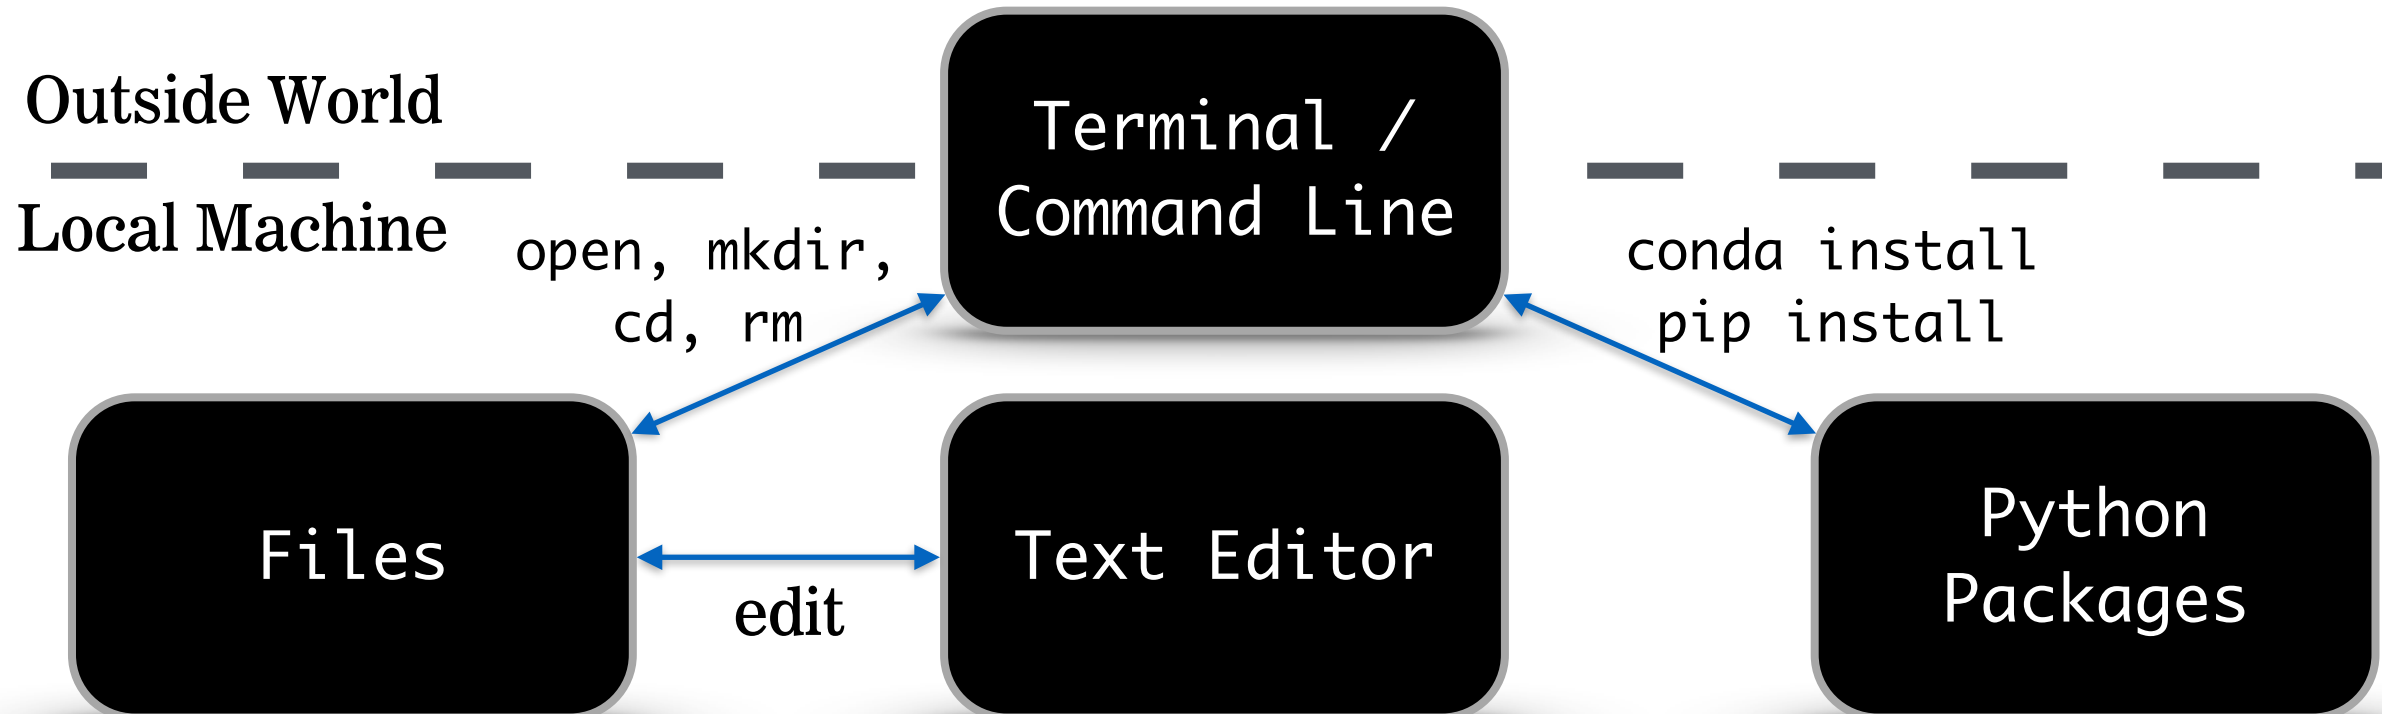 Outside World
Terminal /
Command Line
Local Machine
open, mkdir,
cd, rm
conda install
pip install
Files
edit
Text Editor
Python
Packages